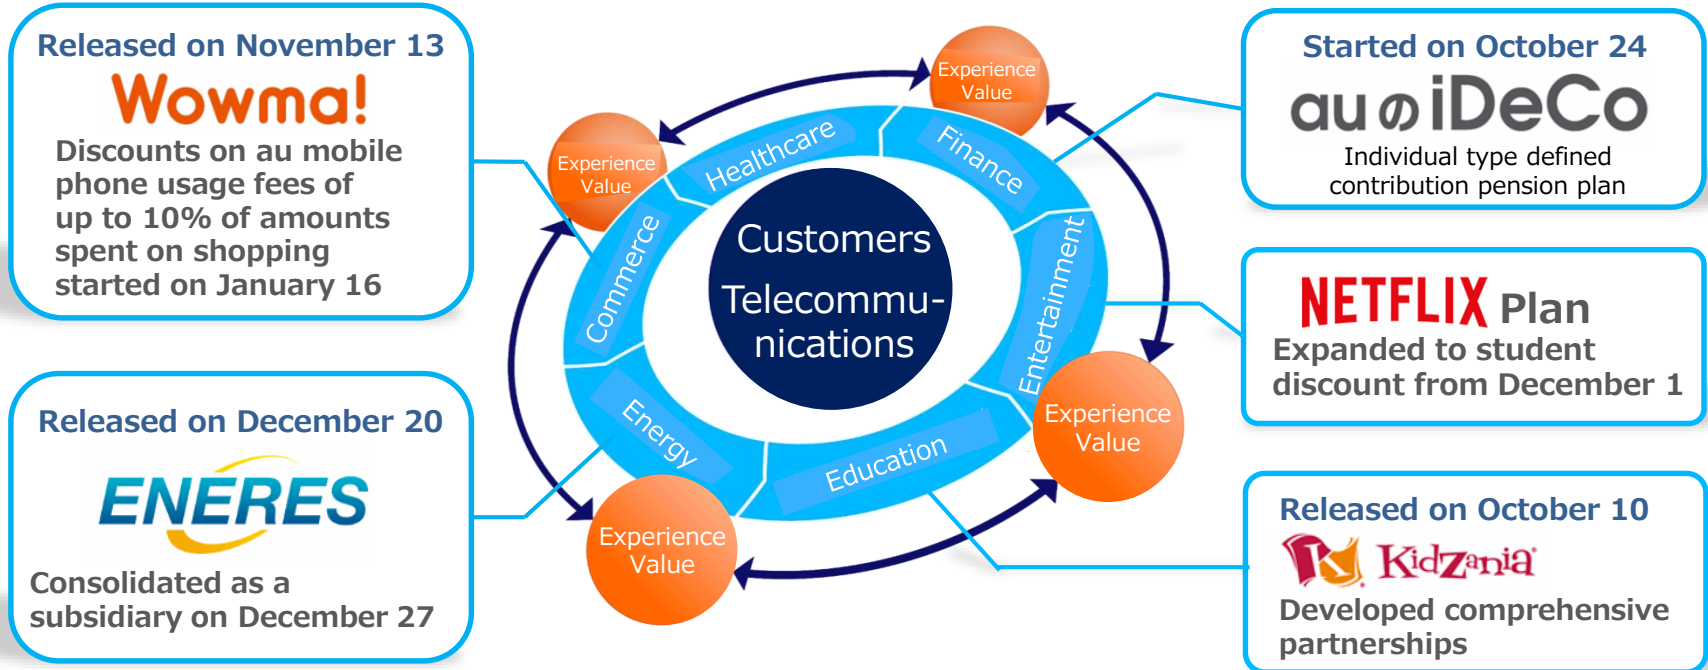 Released on November 13
Wowma!
Discounts on au mobile
phone usage fees of
up to 10% of amounts
spent on shopping
started on January 16
Released on December 20
ENERES
Consolidated as a
subsidiary on December 27
Experience
Value
Experience
Value
Healthcare
Finance
Commerce
Entertainment
Customers
Telecommu-
nications
Energy
Education
Experience
Value
Experience
Value
Started on October 24
auのiDeCo
Individual type defined
contribution pension plan
NETFLIX Plan
Expanded to student
discount from December 1
Released on October 10
K KidZania
Developed comprehensive
partnerships